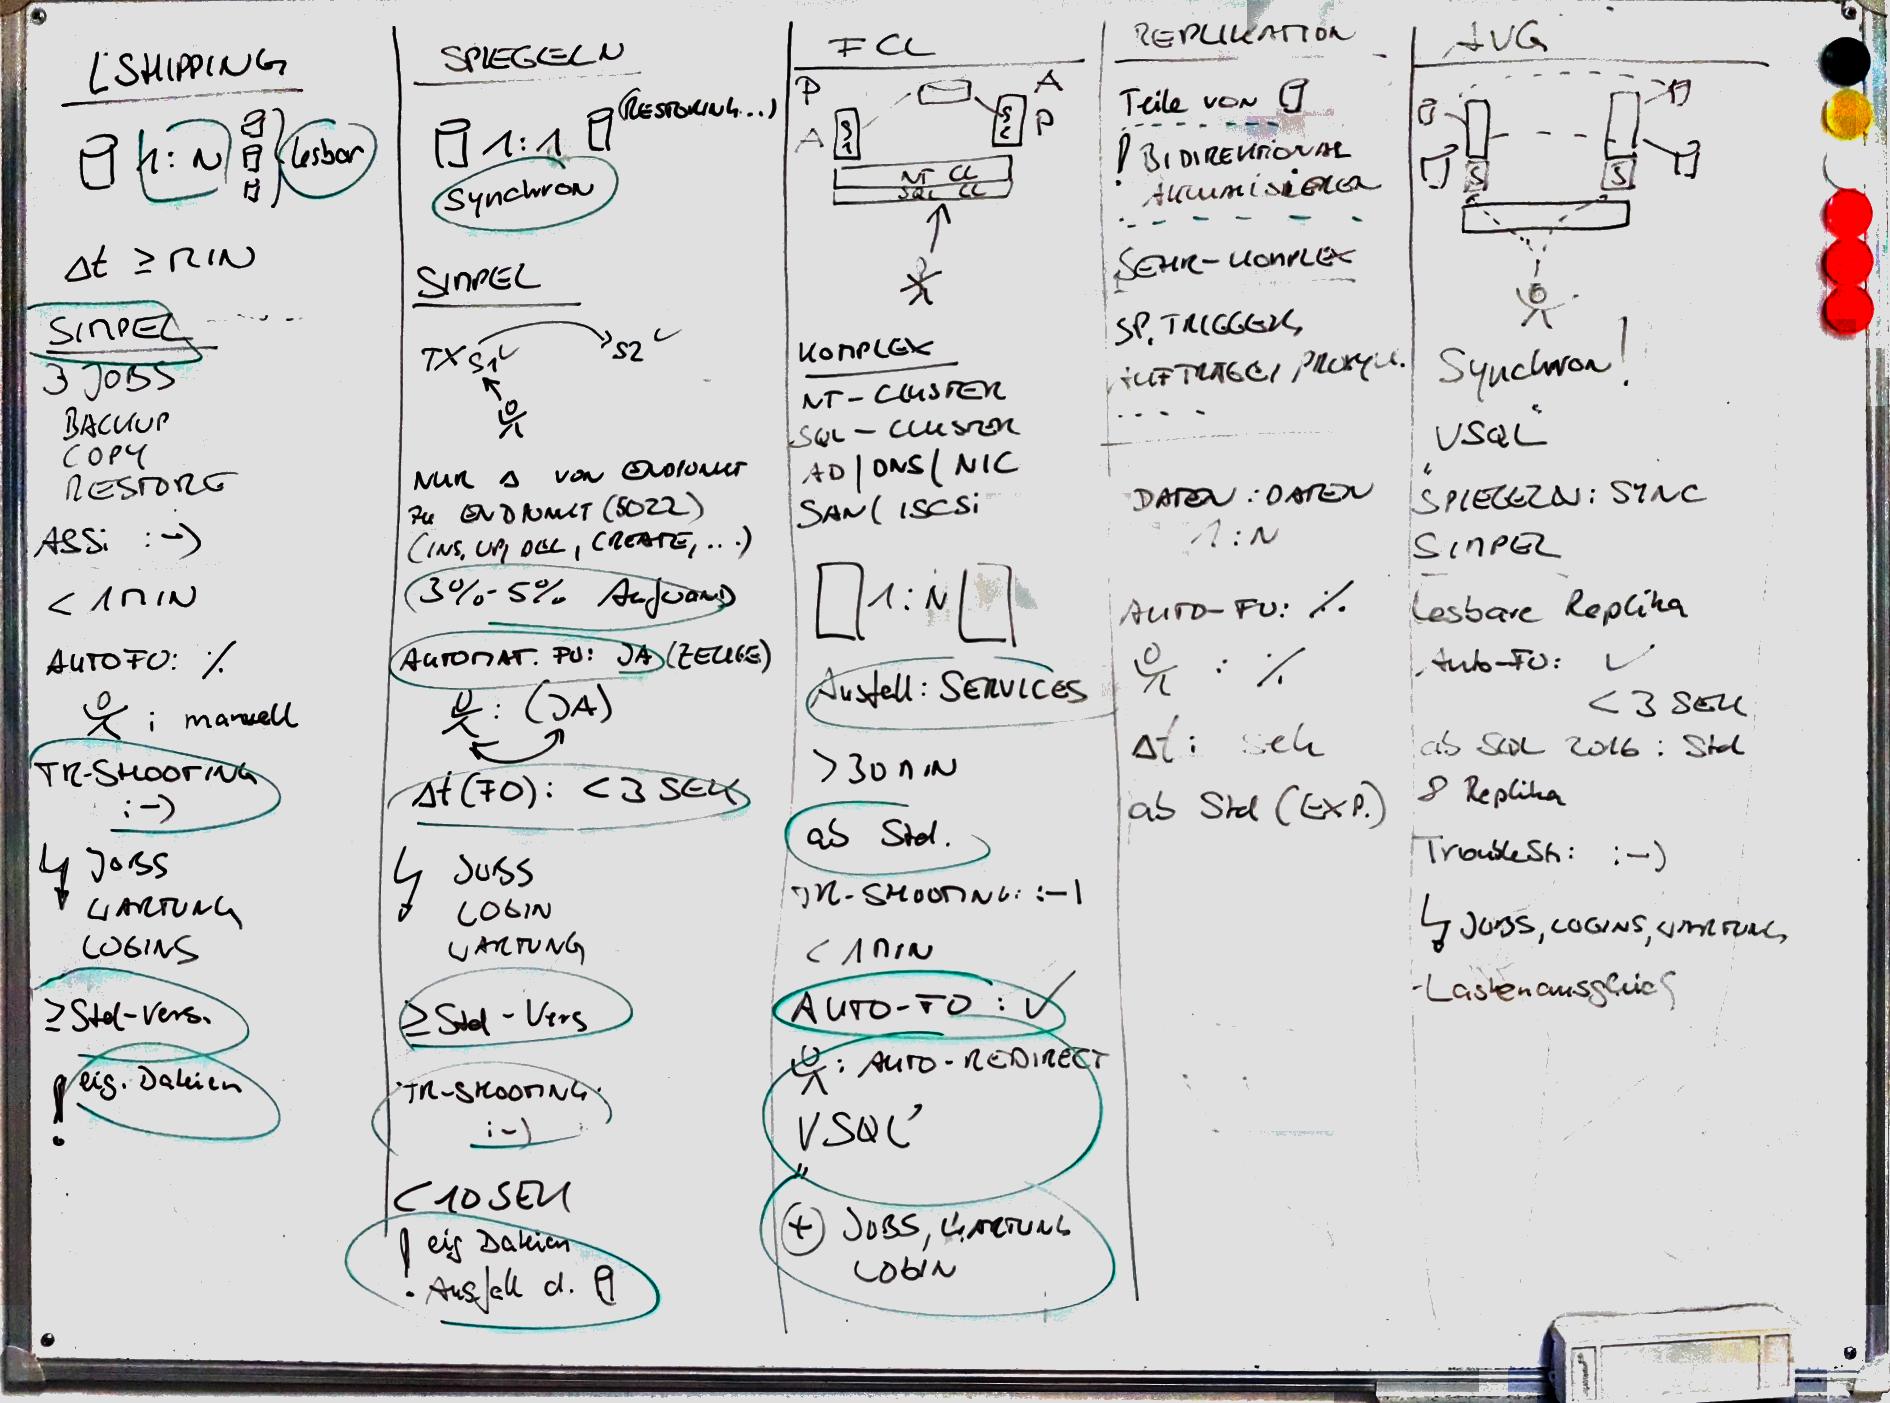 L'SHIPPING
1:N lesbar
Δt ≥ MIN
SIMPEL
3 JOBS
BACKUP
COPY
RESTORE
ASSi :-)
< 1 MIN
AUTOFO: ٪
: manuell
TR-SHOOTING
:-)
JOBS
WARTUNG
LOGINS
≥ Std-Vers.
! eig. Dateien
SPIEGELN
1:1 (RESTORING...)
Synchron
SIMPEL
TX S1 ✓ S2 ✓
NUR Δ VON ENDPUNKT
zu ENDPUNKT (5022)
(INS, UP, DEL, CREATE, ...)
(3%-5% Aufwand)
AUTOMAT. FO: JA (ZEUGE)
: (JA)
Δt (FO): < 3 SEK
JOBS
LOGIN
WARTUNG
≥ Std - Vers
TR-SHOOTING:
:-)
< 10 SEK
! eig Dateien
Ausfall d.
FCL
P A
A S1 S2 P
NT CL
SQL CL
KOMPLEX
NT-CLUSTER
SQL-CLUSTER
AD | DNS | NIC
SAN( ISCSi
1:N
Ausfall: SERVICES
> 30 MIN
ab Std.
TR-SHOOTING: :-|
< 1 MIN
AUTO-FO: ✓
: AUTO-REDIRECT
"VSQL"
⊕ JOBS, WARTUNG
LOGIN
REPLIKATION
Teile von
! BIDIREKTIONAL
AKTUALISIEREN
SEHR-KOMPLEX
SP, TRIGGER,
AUFTRÄGE,
DATEN : DATEN
1:N
AUTO-FO: ٪
: ٪
Δt: sek
ab Std (EXP.)
AVG
S S
Synchron!
"VSQL"
SPIEGELN: SYNC
SIMPEL
lesbare Replika
Auto-FO: ✓
< 3 SEK
ab SQL 2016: Std
8 Replika
TroubleSh: :-)
JOBS, LOGINS, WARTUNG
-Lastenausgleich